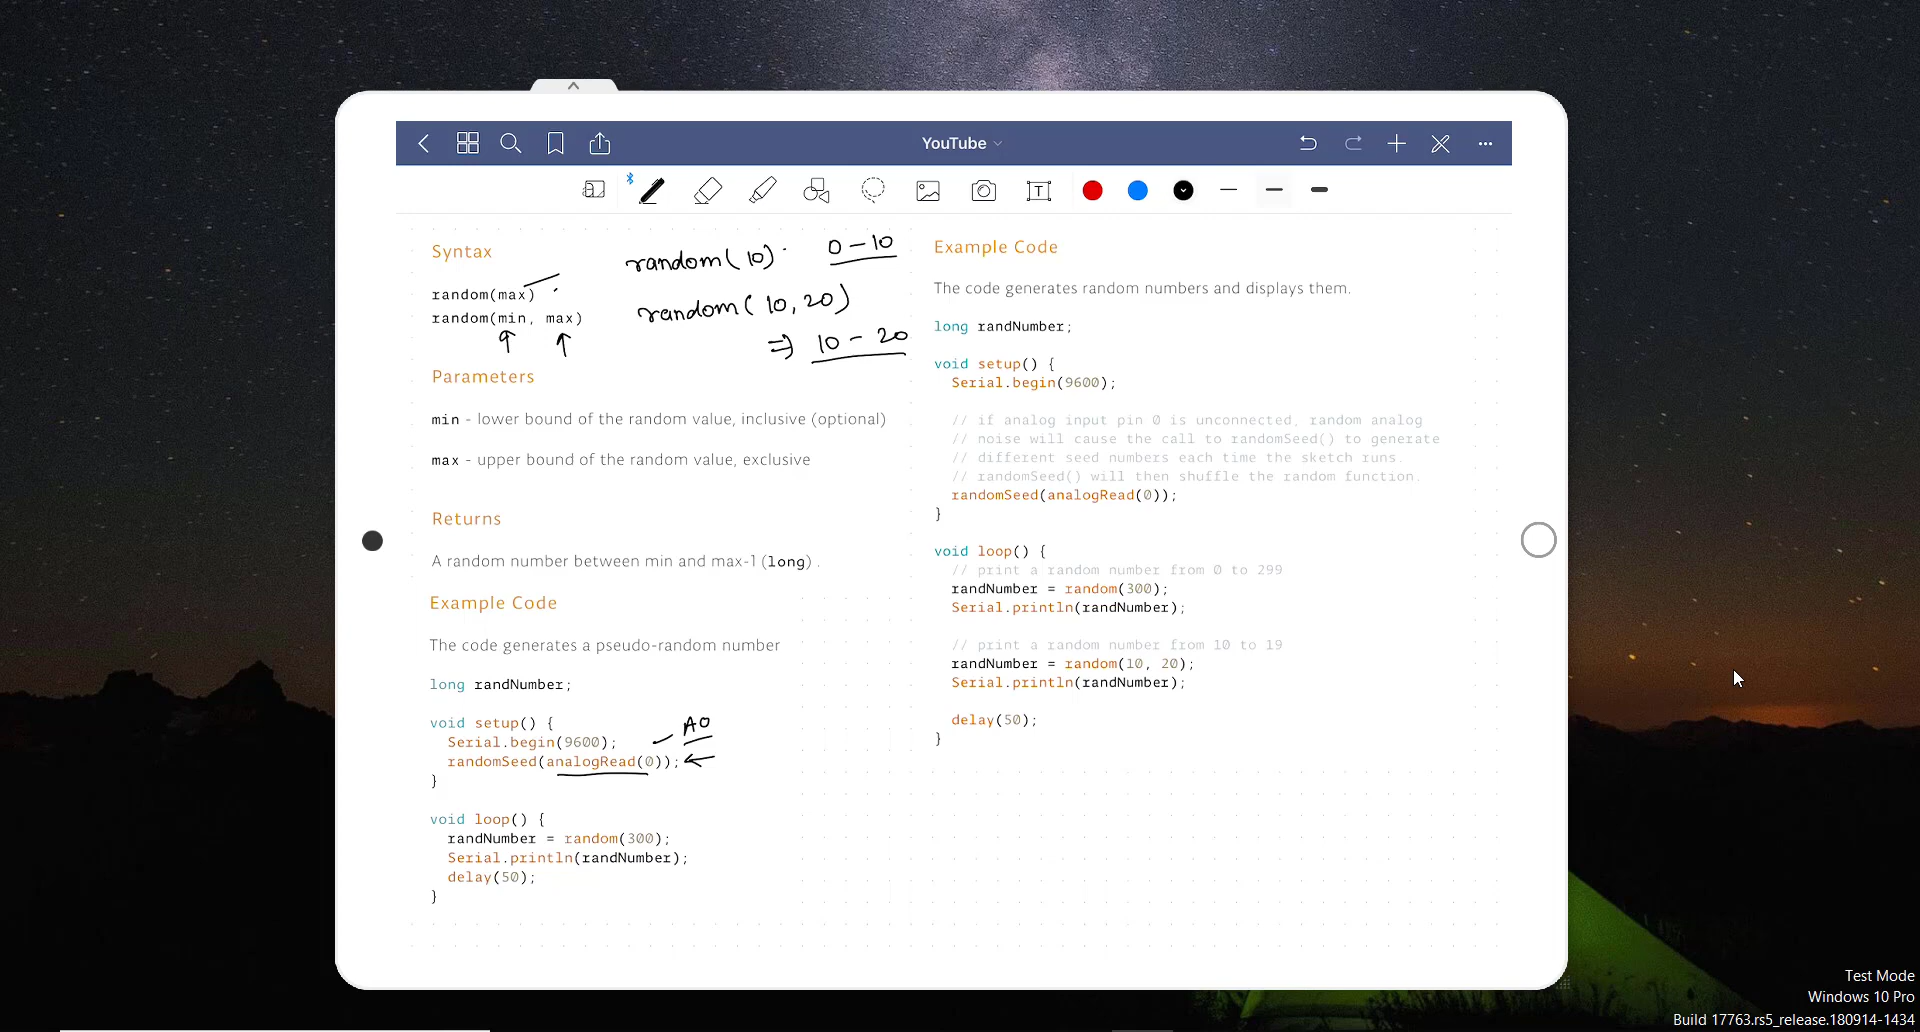 YouTube
Syntax
random(max)
random(min, max)
random(10)
0 - 10
random(10,20)
⇒ 10 - 20
Parameters
min - lower bound of the random value, inclusive (optional)
max - upper bound of the random value, exclusive
Returns
A random number between min and max-1 (long) .
Example Code
The code generates a pseudo-random number
long randNumber;
void setup() {
Serial.begin(9600);
A0
randomSeed(analogRead(0));
}
void loop() {
randNumber = random(300);
Serial.println(randNumber);
delay(50);
}
Example Code
The code generates random numbers and displays them.
long randNumber;
void setup() {
Serial.begin(9600);
// if analog input pin 0 is unconnected, random analog
// noise will cause the call to randomSeed() to generate
// different seed numbers each time the sketch runs.
// randomSeed() will then shuffle the random function.
randomSeed(analogRead(0));
}
void loop() {
// print a random number from 0 to 299
randNumber = random(300);
Serial.println(randNumber);
// print a random number from 10 to 19
randNumber = random(10, 20);
Serial.println(randNumber);
delay(50);
}
Test Mode
Windows 10 Pro
Build 17763.rs5_release.180914-1434